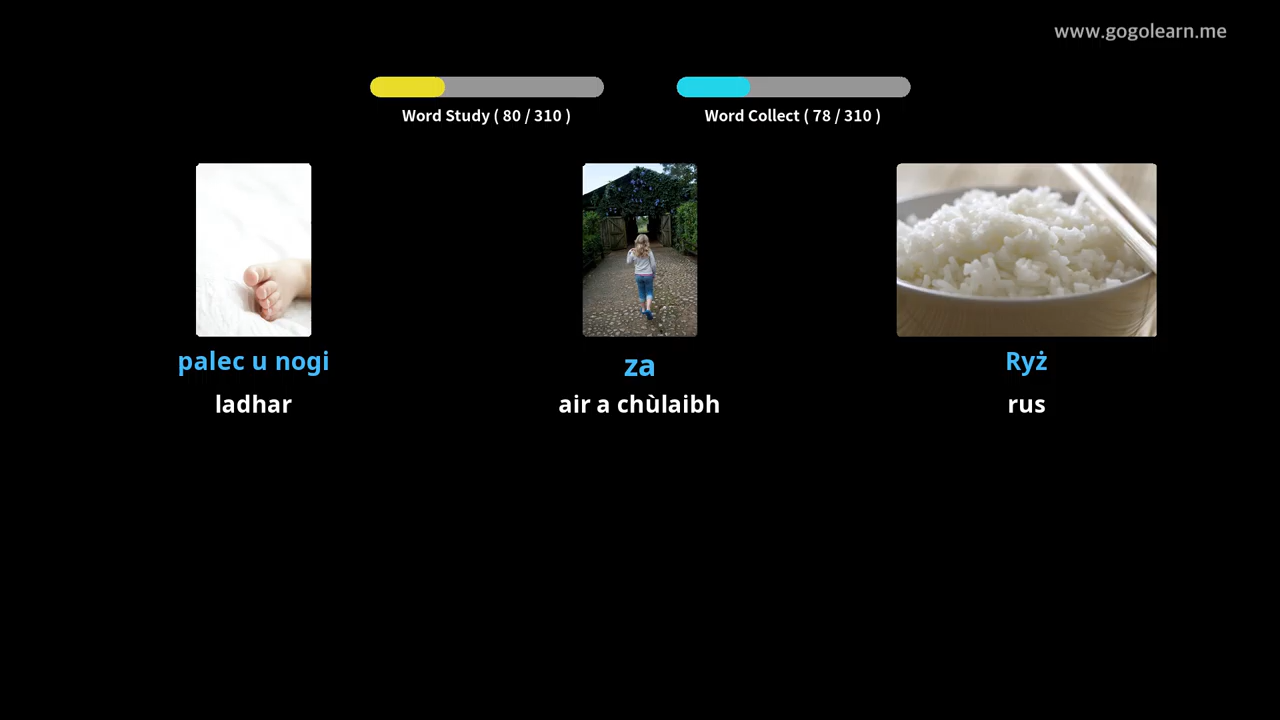 www.gogolearn.me
Word Study ( 80 / 310 )
Word Collect ( 78 / 310 )
palec u nogi
za
Ryż
ladhar
air a chùlaibh
rus